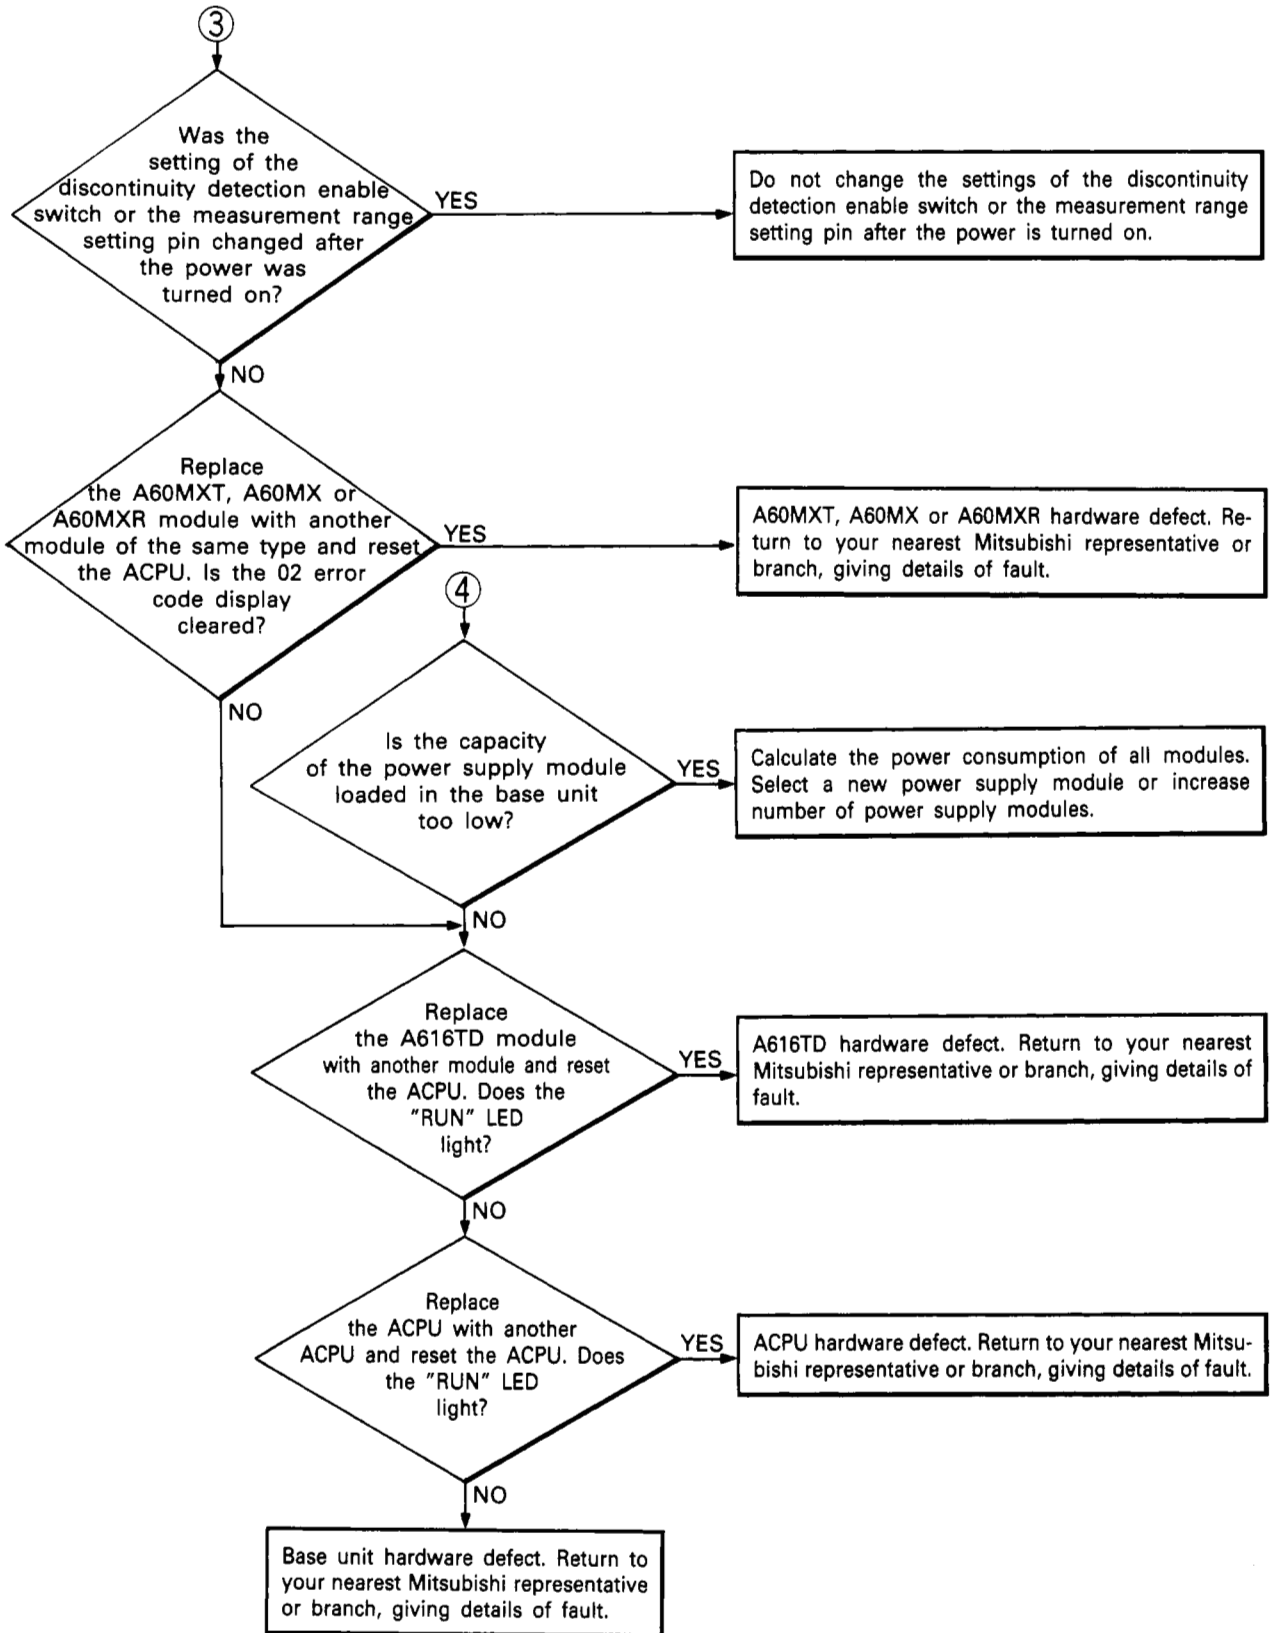 3
Was the
setting of the
discontinuity detection enable
switch or the measurement range
setting pin changed after
the power was
turned on?
YES
Do not change the settings of the discontinuity
detection enable switch or the measurement range
setting pin after the power is turned on.
NO
Replace
the A60MXT, A60MX or
A60MXR module with another
module of the same type and reset
the ACPU. Is the 02 error
code display
cleared?
YES
A60MXT, A60MX or A60MXR hardware defect. Re-
turn to your nearest Mitsubishi representative or
branch, giving details of fault.
NO
4
Is the capacity
of the power supply module
loaded in the base unit
too low?
YES
Calculate the power consumption of all modules.
Select a new power supply module or increase
number of power supply modules.
NO
Replace
the A616TD module
with another module and reset
the ACPU. Does the
"RUN" LED
light?
YES
A616TD hardware defect. Return to your nearest
Mitsubishi representative or branch, giving details of
fault.
NO
Replace
the ACPU with another
ACPU and reset the ACPU. Does
the "RUN" LED
light?
YES
ACPU hardware defect. Return to your nearest Mitsu-
bishi representative or branch, giving details of fault.
NO
Base unit hardware defect. Return to
your nearest Mitsubishi representative
or branch, giving details of fault.